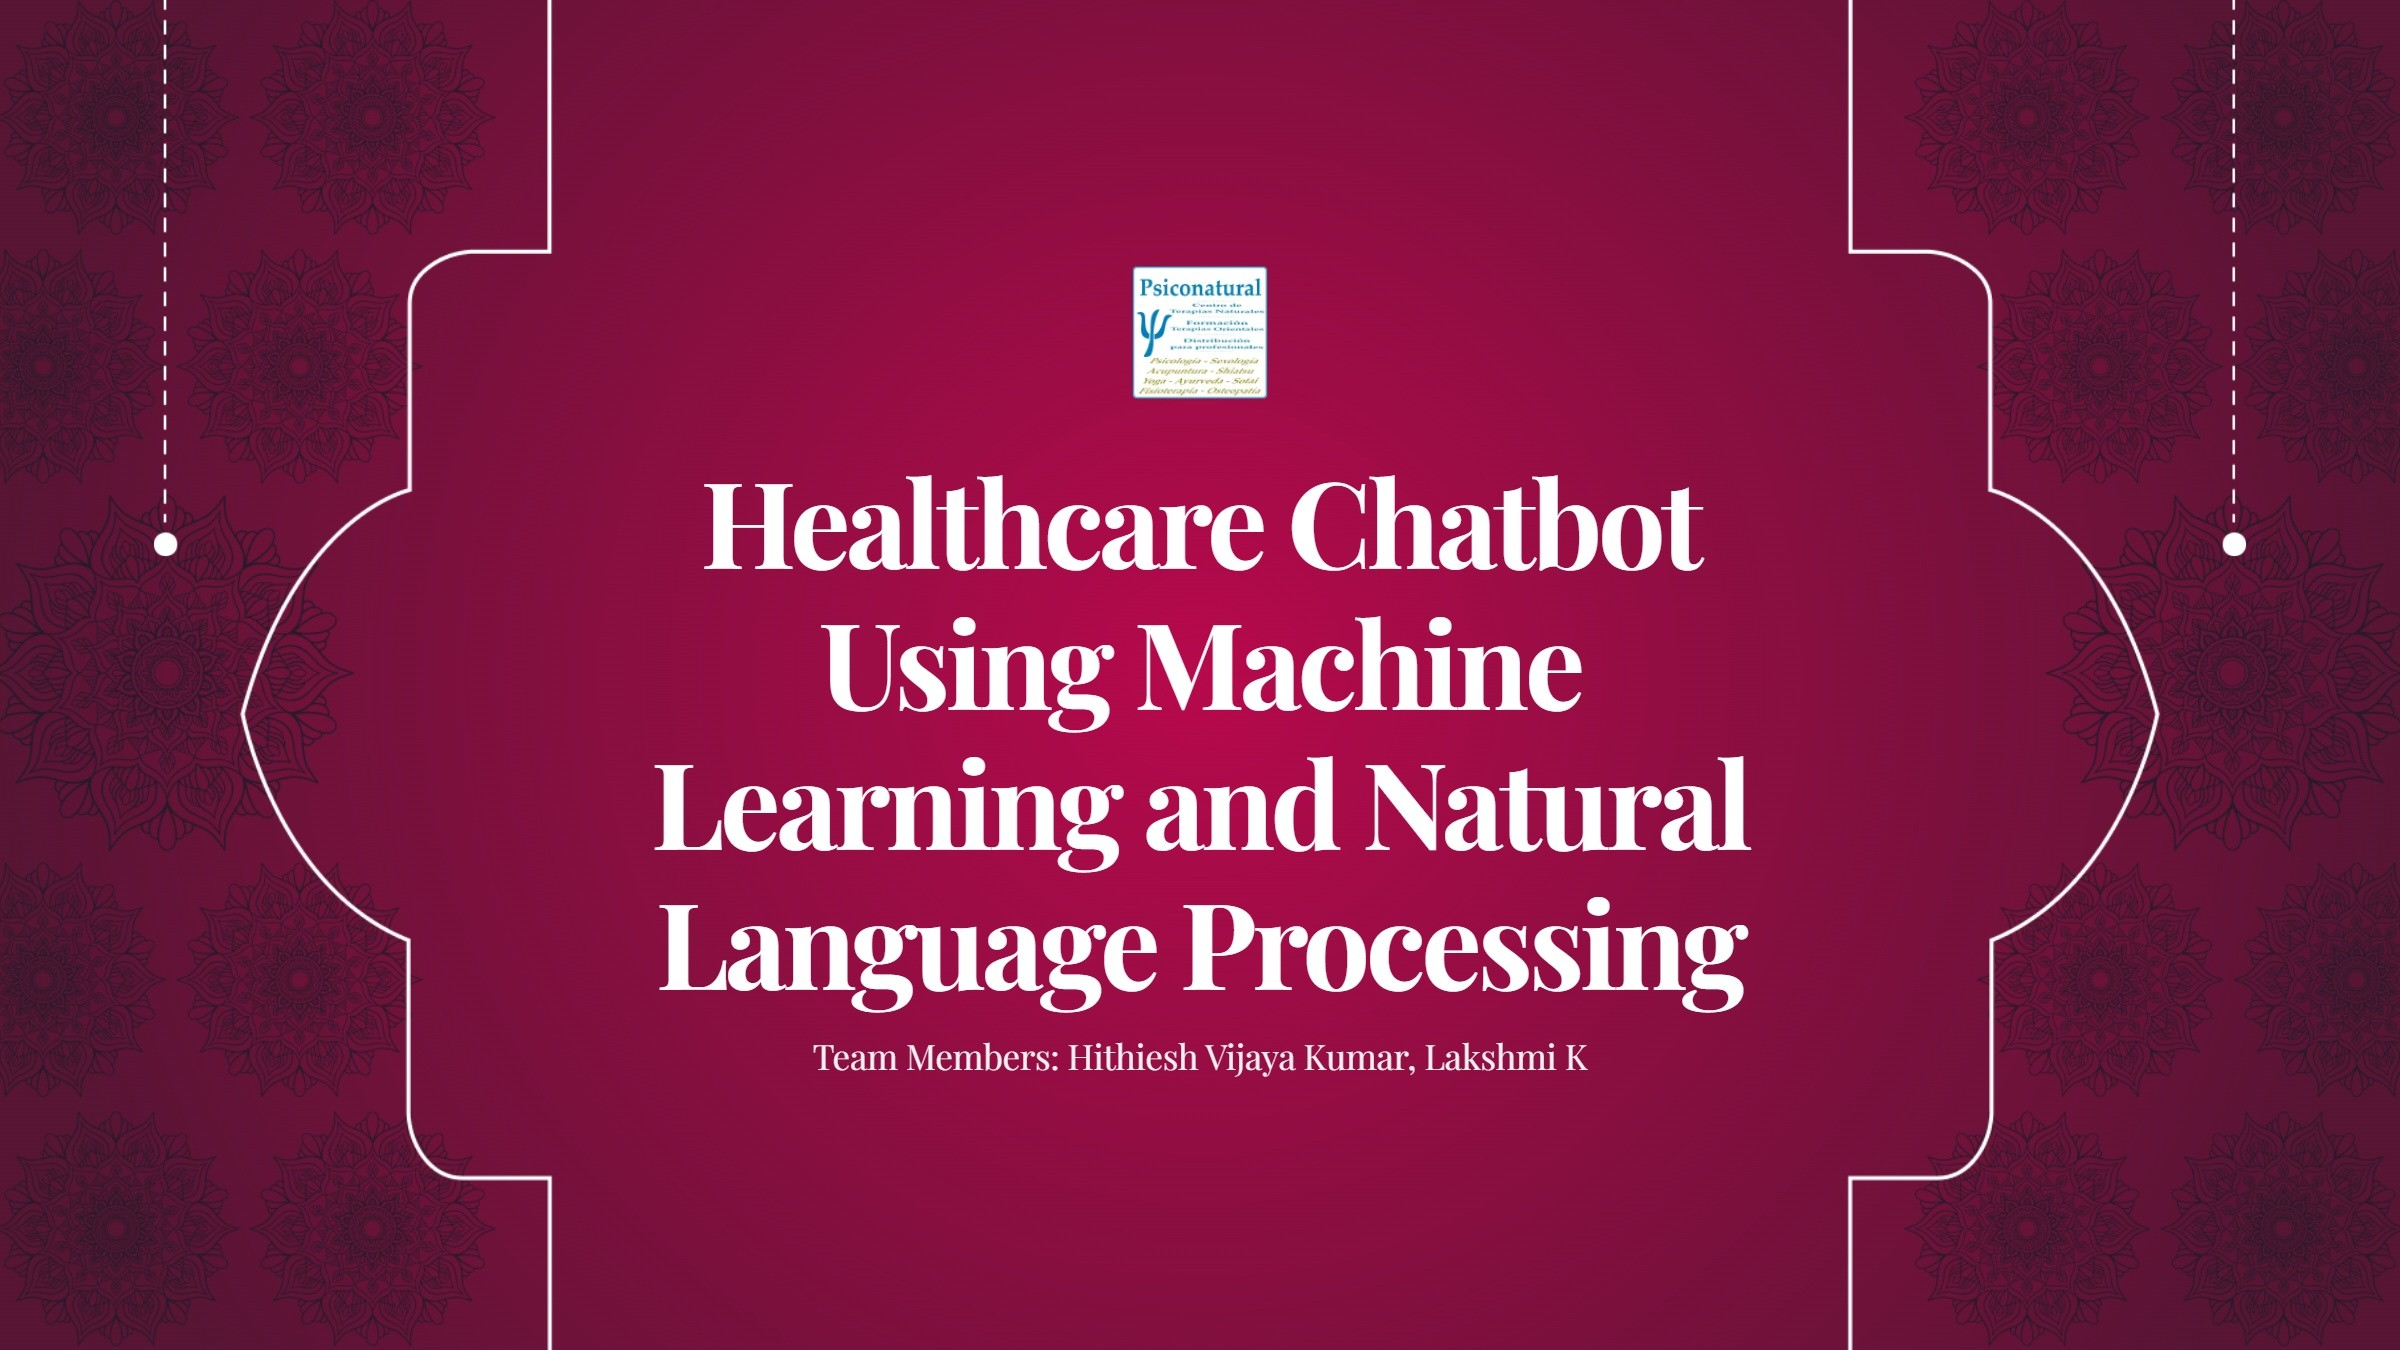 Psiconatural
Centro de
Terapias Naturales
Formación
Terapias Orientales
Distribución
para profesionales
Psicología - Sexología
Acupuntura - Shiatsu
Yoga - Ayurveda - Sotai
Fisioterapia - Osteopatía
Healthcare Chatbot
Using Machine
Learning and Natural
Language Processing
Team Members: Hithiesh Vijaya Kumar, Lakshmi K